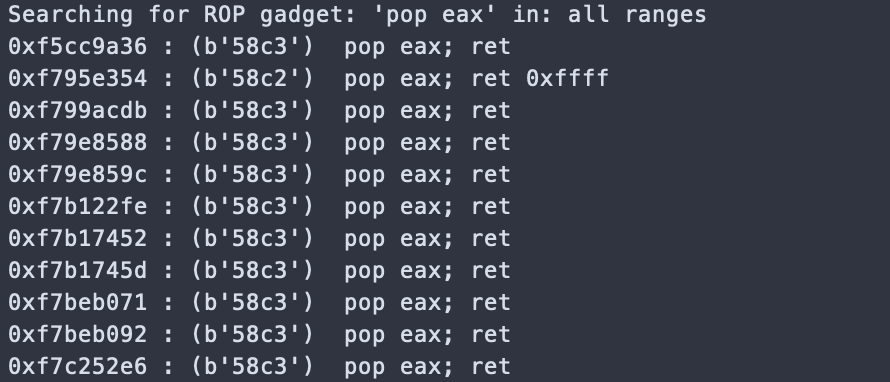 Searching for ROP gadget: 'pop eax' in: all ranges
0xf5cc9a36 : (b'58c3') pop eax; ret
0xf795e354 : (b'58c2') pop eax; ret 0xffff
0xf799acdb : (b'58c3') pop eax; ret
0xf79e8588 : (b'58c3') pop eax; ret
0xf79e859c : (b'58c3') pop eax; ret
0xf7b122fe : (b'58c3') pop eax; ret
0xf7b17452 : (b'58c3') pop eax; ret
0xf7b1745d : (b'58c3') pop eax; ret
0xf7beb071 : (b'58c3') pop eax; ret
0xf7beb092 : (b'58c3') pop eax; ret
0xf7c252e6 : (b'58c3') pop eax; ret